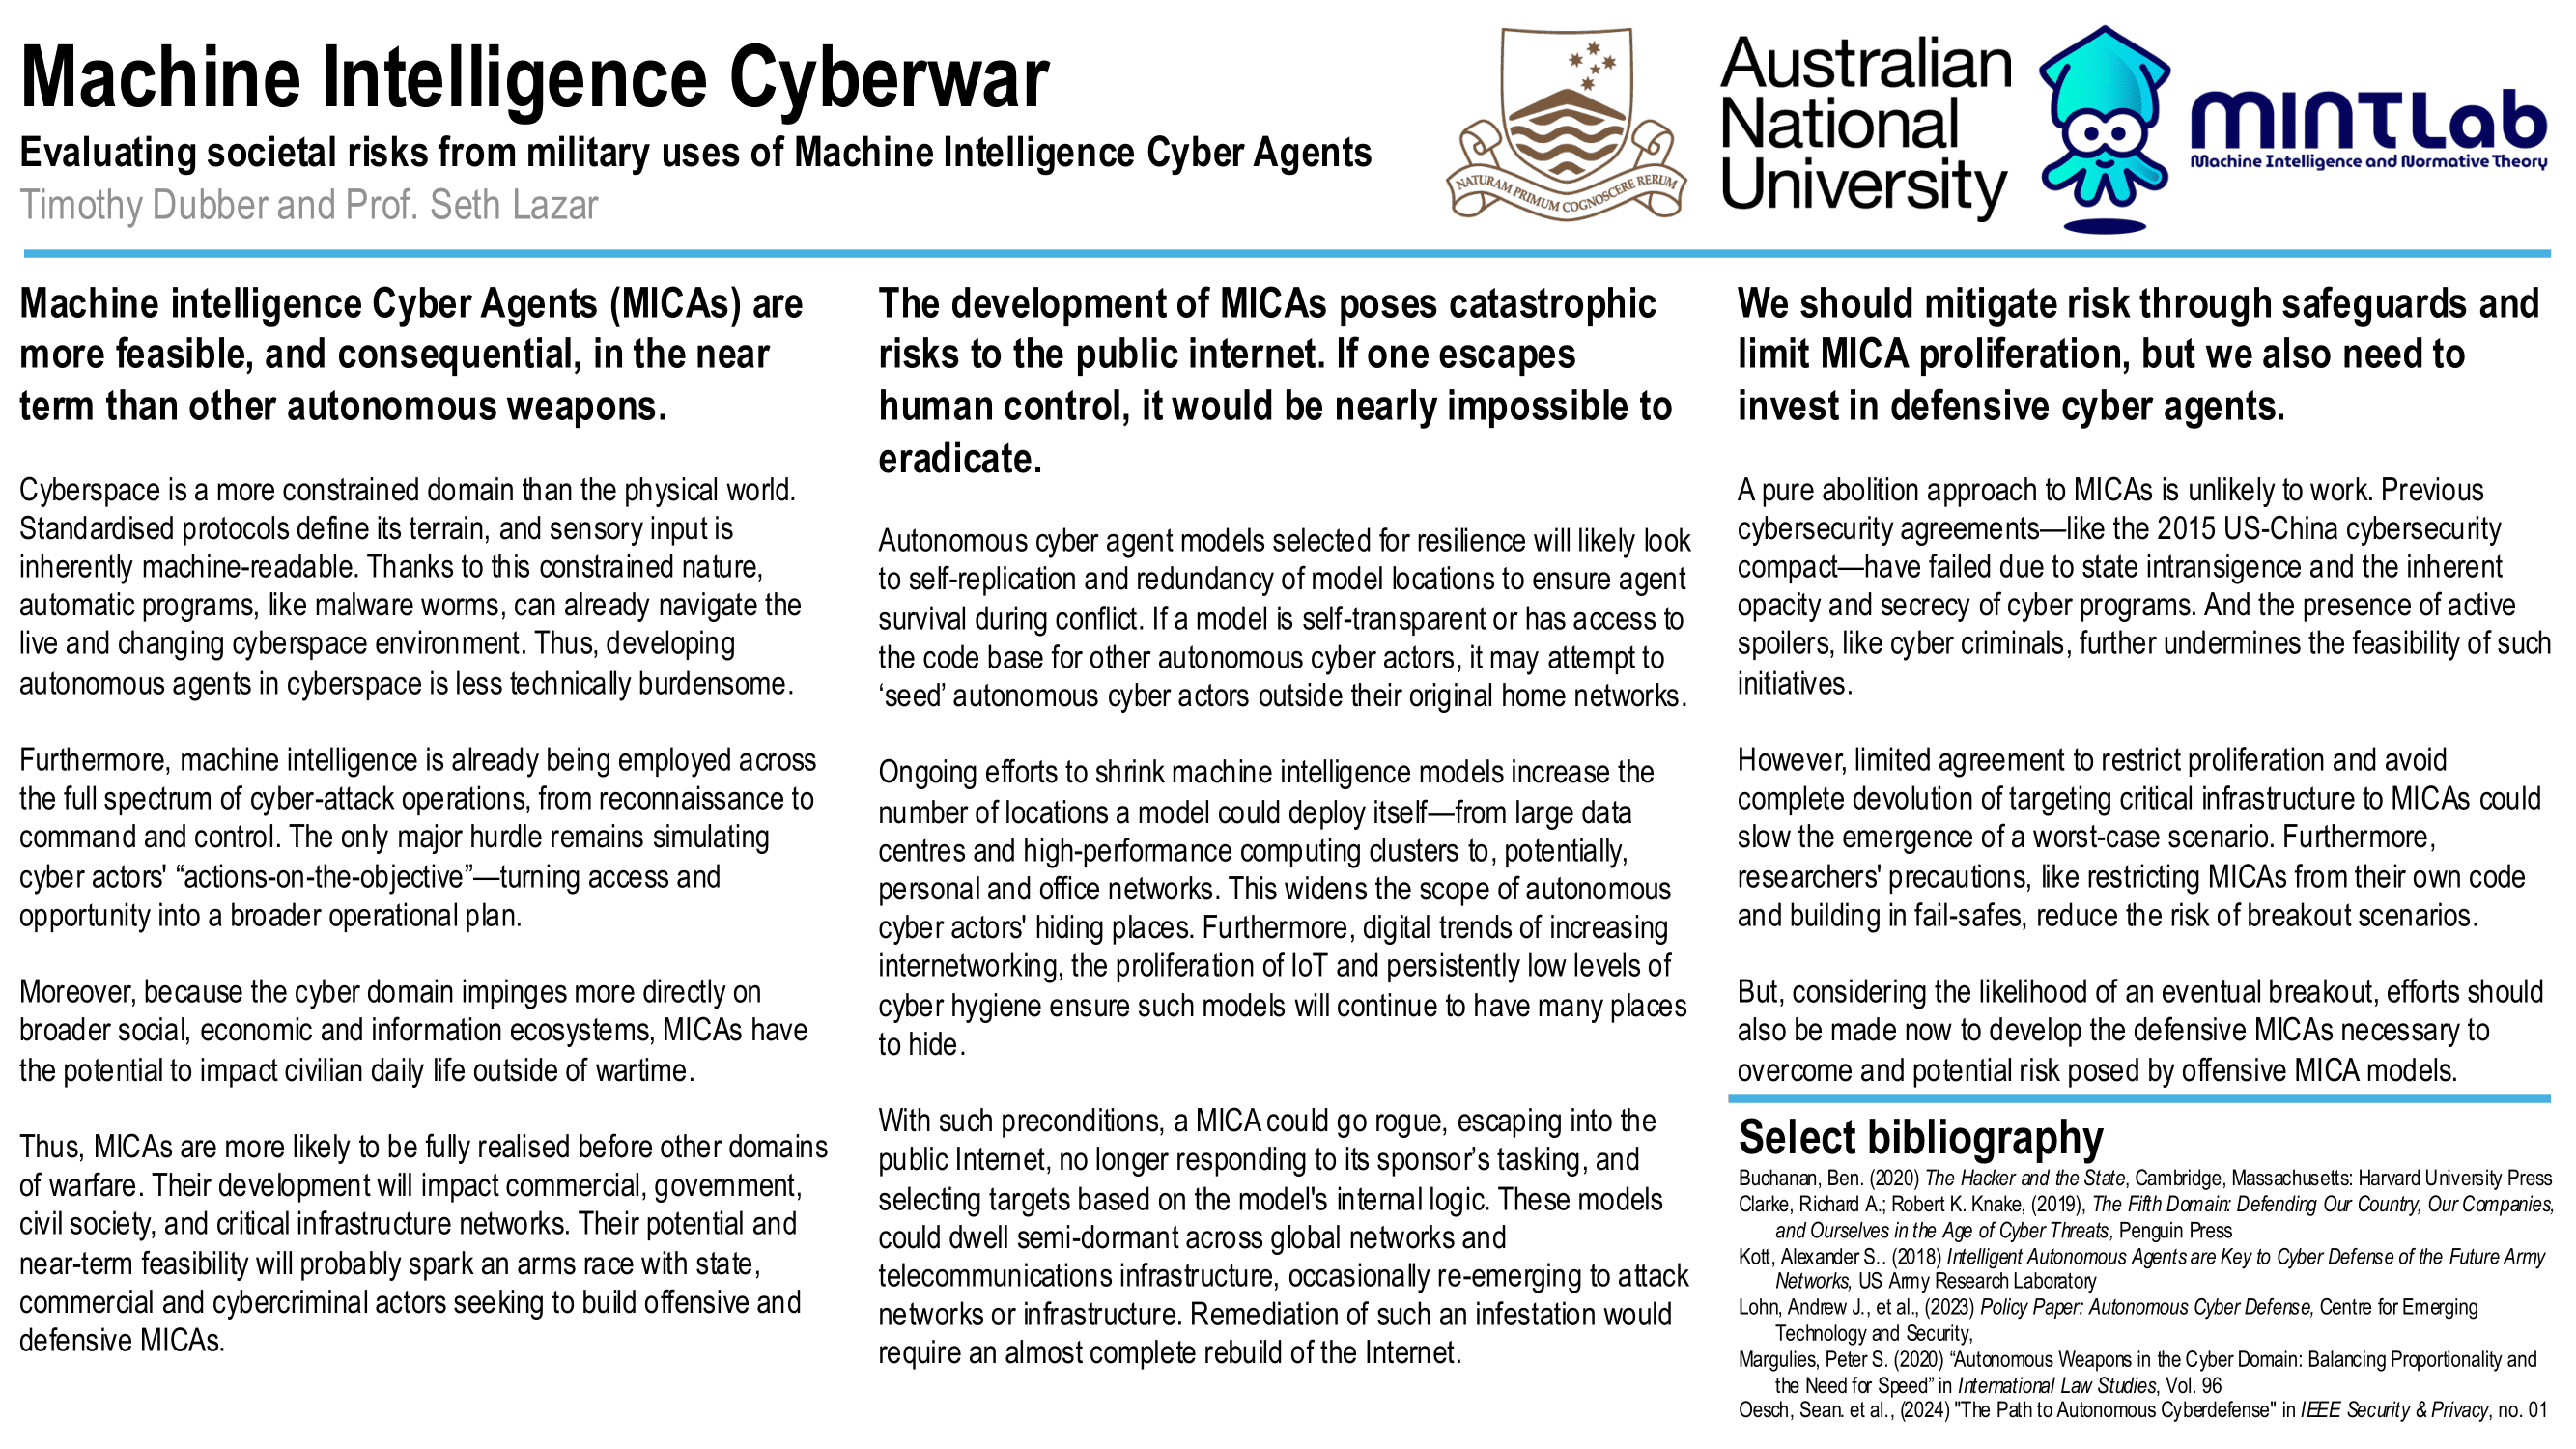 Machine Intelligence Cyberwar
Evaluating societal risks from military uses of Machine Intelligence Cyber Agents
Timothy Dubber and Prof. Seth Lazar
NATURAM PRIMUM COGNOSCERE RERUM
Australian
National
University
MINT Lab
Machine Intelligence and Normative Theory
Machine intelligence Cyber Agents (MICAs) are
more feasible, and consequential, in the near
term than other autonomous weapons.
Cyberspace is a more constrained domain than the physical world.
Standardised protocols define its terrain, and sensory input is
inherently machine-readable. Thanks to this constrained nature,
automatic programs, like malware worms, can already navigate the
live and changing cyberspace environment. Thus, developing
autonomous agents in cyberspace is less technically burdensome.
Furthermore, machine intelligence is already being employed across
the full spectrum of cyber-attack operations, from reconnaissance to
command and control. The only major hurdle remains simulating
cyber actors' “actions-on-the-objective”—turning access and
opportunity into a broader operational plan.
Moreover, because the cyber domain impinges more directly on
broader social, economic and information ecosystems, MICAs have
the potential to impact civilian daily life outside of wartime.
Thus, MICAs are more likely to be fully realised before other domains
of warfare. Their development will impact commercial, government,
civil society, and critical infrastructure networks. Their potential and
near-term feasibility will probably spark an arms race with state,
commercial and cybercriminal actors seeking to build offensive and
defensive MICAs.
The development of MICAs poses catastrophic
risks to the public internet. If one escapes
human control, it would be nearly impossible to
eradicate.
Autonomous cyber agent models selected for resilience will likely look
to self-replication and redundancy of model locations to ensure agent
survival during conflict. If a model is self-transparent or has access to
the code base for other autonomous cyber actors, it may attempt to
‘seed’ autonomous cyber actors outside their original home networks.
Ongoing efforts to shrink machine intelligence models increase the
number of locations a model could deploy itself—from large data
centres and high-performance computing clusters to, potentially,
personal and office networks. This widens the scope of autonomous
cyber actors' hiding places. Furthermore, digital trends of increasing
internetworking, the proliferation of IoT and persistently low levels of
cyber hygiene ensure such models will continue to have many places
to hide.
With such preconditions, a MICA could go rogue, escaping into the
public Internet, no longer responding to its sponsor’s tasking, and
selecting targets based on the model's internal logic. These models
could dwell semi-dormant across global networks and
telecommunications infrastructure, occasionally re-emerging to attack
networks or infrastructure. Remediation of such an infestation would
require an almost complete rebuild of the Internet.
We should mitigate risk through safeguards and
limit MICA proliferation, but we also need to
invest in defensive cyber agents.
A pure abolition approach to MICAs is unlikely to work. Previous
cybersecurity agreements—like the 2015 US-China cybersecurity
compact—have failed due to state intransigence and the inherent
opacity and secrecy of cyber programs. And the presence of active
spoilers, like cyber criminals, further undermines the feasibility of such
initiatives.
However, limited agreement to restrict proliferation and avoid
complete devolution of targeting critical infrastructure to MICAs could
slow the emergence of a worst-case scenario. Furthermore,
researchers' precautions, like restricting MICAs from their own code
and building in fail-safes, reduce the risk of breakout scenarios.
But, considering the likelihood of an eventual breakout, efforts should
also be made now to develop the defensive MICAs necessary to
overcome and potential risk posed by offensive MICA models.
Select bibliography
Buchanan, Ben. (2020) The Hacker and the State, Cambridge, Massachusetts: Harvard University Press
Clarke, Richard A.; Robert K. Knake, (2019), The Fifth Domain: Defending Our Country, Our Companies,
and Ourselves in the Age of Cyber Threats, Penguin Press
Kott, Alexander S.. (2018) Intelligent Autonomous Agents are Key to Cyber Defense of the Future Army
Networks, US Army Research Laboratory
Lohn, Andrew J., et al., (2023) Policy Paper: Autonomous Cyber Defense, Centre for Emerging
Technology and Security,
Margulies, Peter S. (2020) “Autonomous Weapons in the Cyber Domain: Balancing Proportionality and
the Need for Speed” in International Law Studies, Vol. 96
Oesch, Sean. et al., (2024) "The Path to Autonomous Cyberdefense" in IEEE Security & Privacy, no. 01